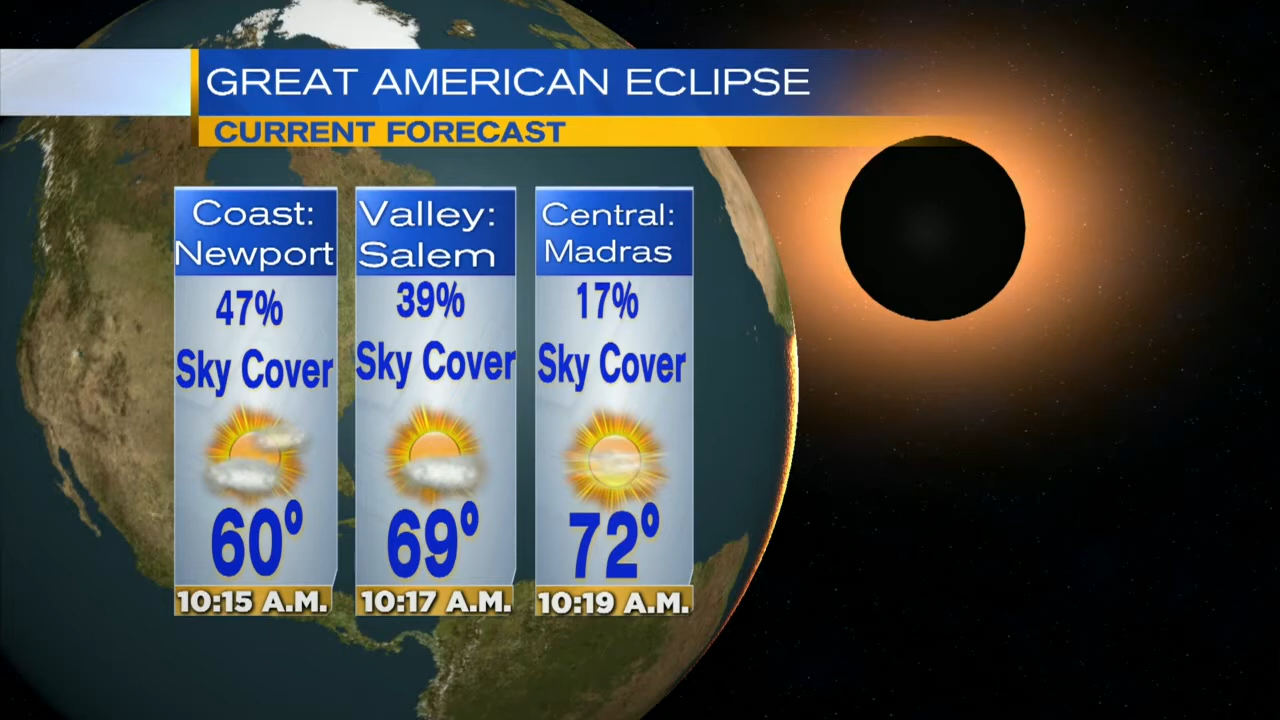 GREAT AMERICAN ECLIPSE
CURRENT FORECAST
Coast:
Newport
47%
Sky Cover
60°
10:15 A.M.
Valley:
Salem
39%
Sky Cover
69°
10:17 A.M.
Central:
Madras
17%
Sky Cover
72°
10:19 A.M.